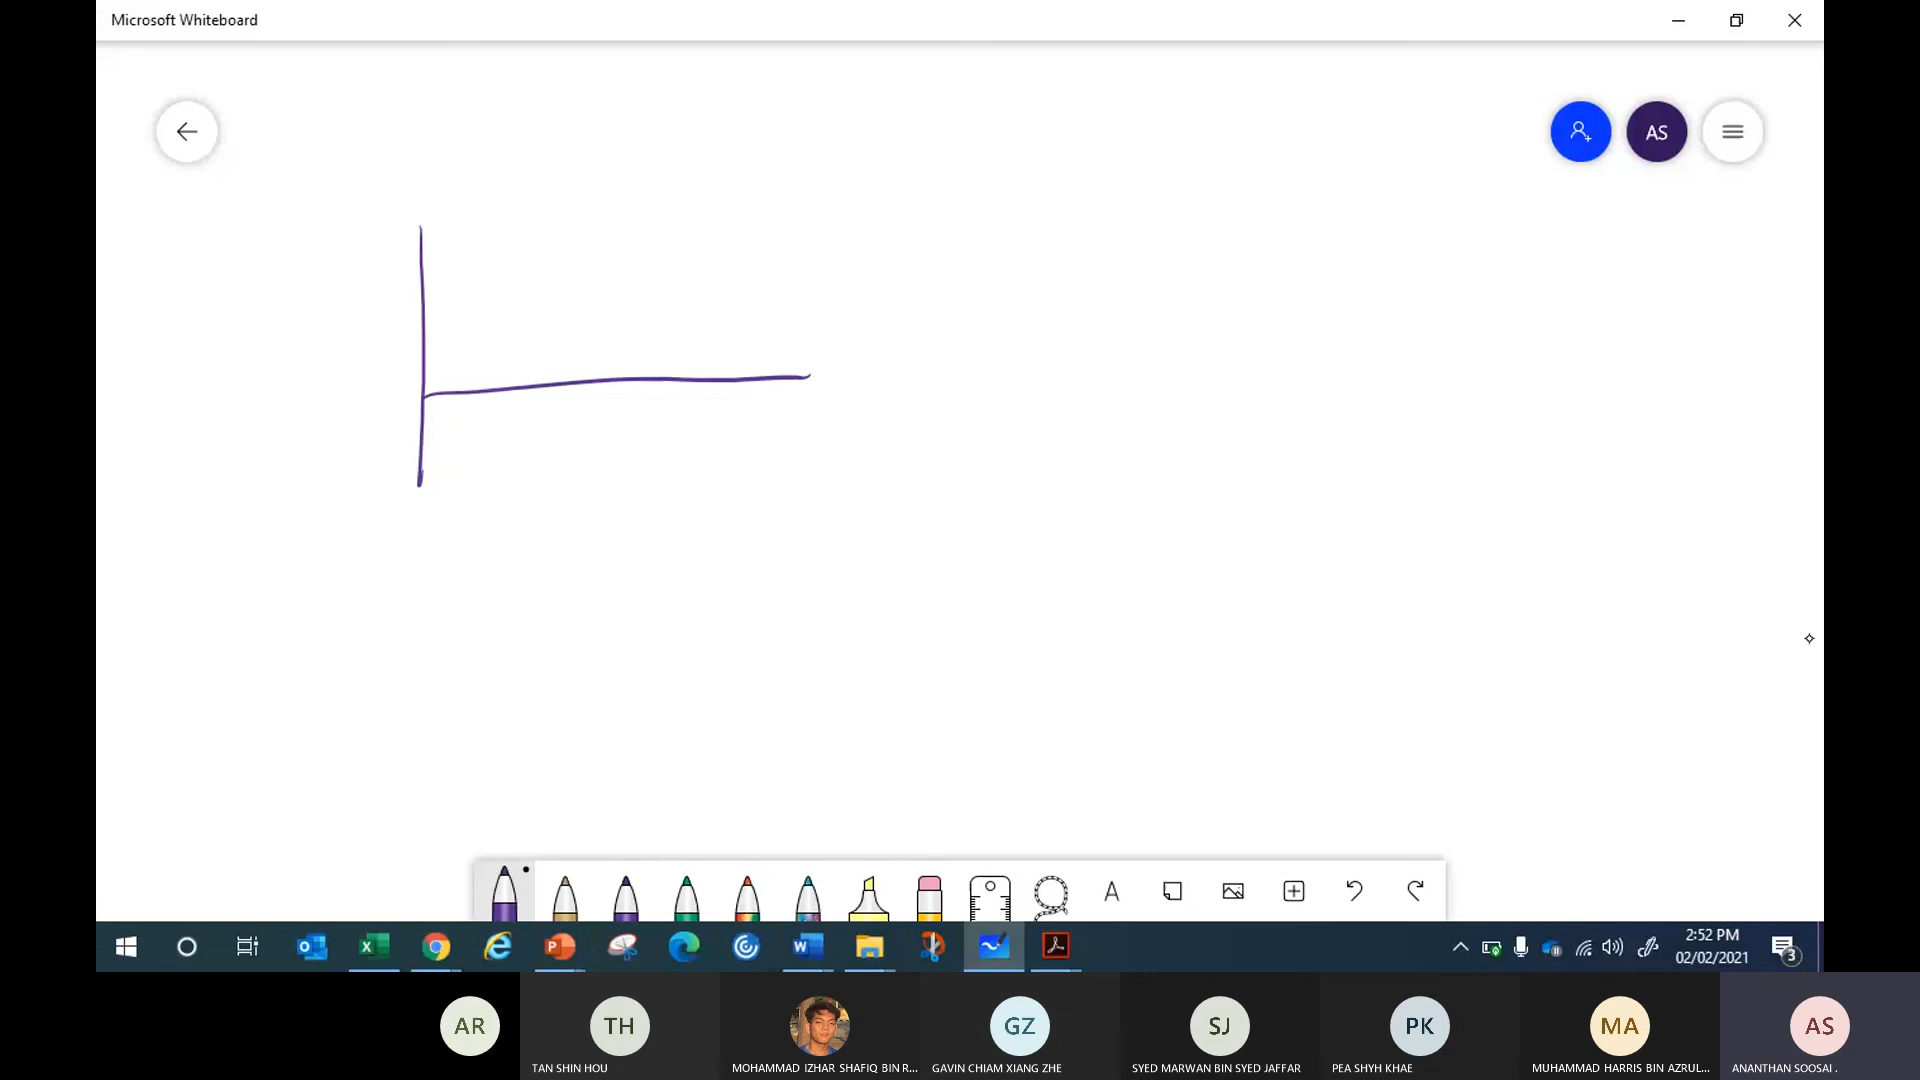 Microsoft Whiteboard
AS
A
2:52 PM
02/02/2021
3
AR
TH
GZ
SJ
PK
MA
AS
TAN SHIN HOU
MOHAMMAD IZHAR SHAFIQ BIN R...
GAVIN CHIAM XIANG ZHE
SYED MARWAN BIN SYED JAFFAR
PEA SHYH KHAE
MUHAMMAD HARRIS BIN AZRUL...
ANANTHAN SOOSAI .